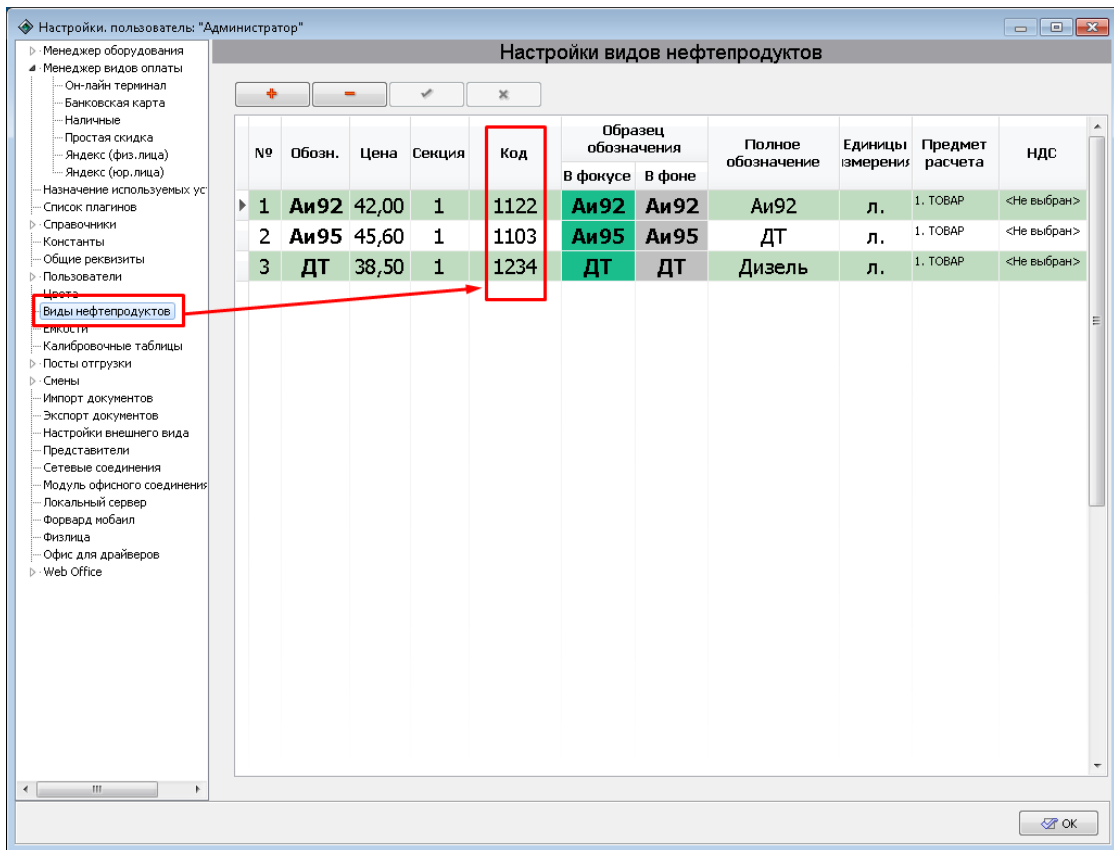 Настройки. пользователь: "Администратор"
Менеджер оборудования
Менеджер видов оплаты
Он-лайн терминал
Банковская карта
Наличные
Простая скидка
Яндекс (физ.лица)
Яндекс (юр.лица)
Назначение используемых ус
Список плагинов
Справочники
Константы
Общие реквизиты
Пользователи
Цвета
Виды нефтепродуктов
Емкости
Калибровочные таблицы
Посты отгрузки
Смены
Импорт документов
Экспорт документов
Настройки внешнего вида
Представители
Сетевые соединения
Модуль офисного соединения
Локальный сервер
Форвард мобаил
Физлица
Офис для драйверов
Web Office
Настройки видов нефтепродуктов
№ Обозн. Цена Секция Код Образец обозначения Полное обозначение Единицы измерения Предмет расчета НДС
В фокусе В фоне
1 Аи92 42,00 1 1122 Аи92 Аи92 Аи92 л. 1. ТОВАР <Не выбран>
2 Аи95 45,60 1 1103 Аи95 Аи95 ДТ л. 1. ТОВАР <Не выбран>
3 ДТ 38,50 1 1234 ДТ ДТ Дизель л. 1. ТОВАР <Не выбран>
ОК